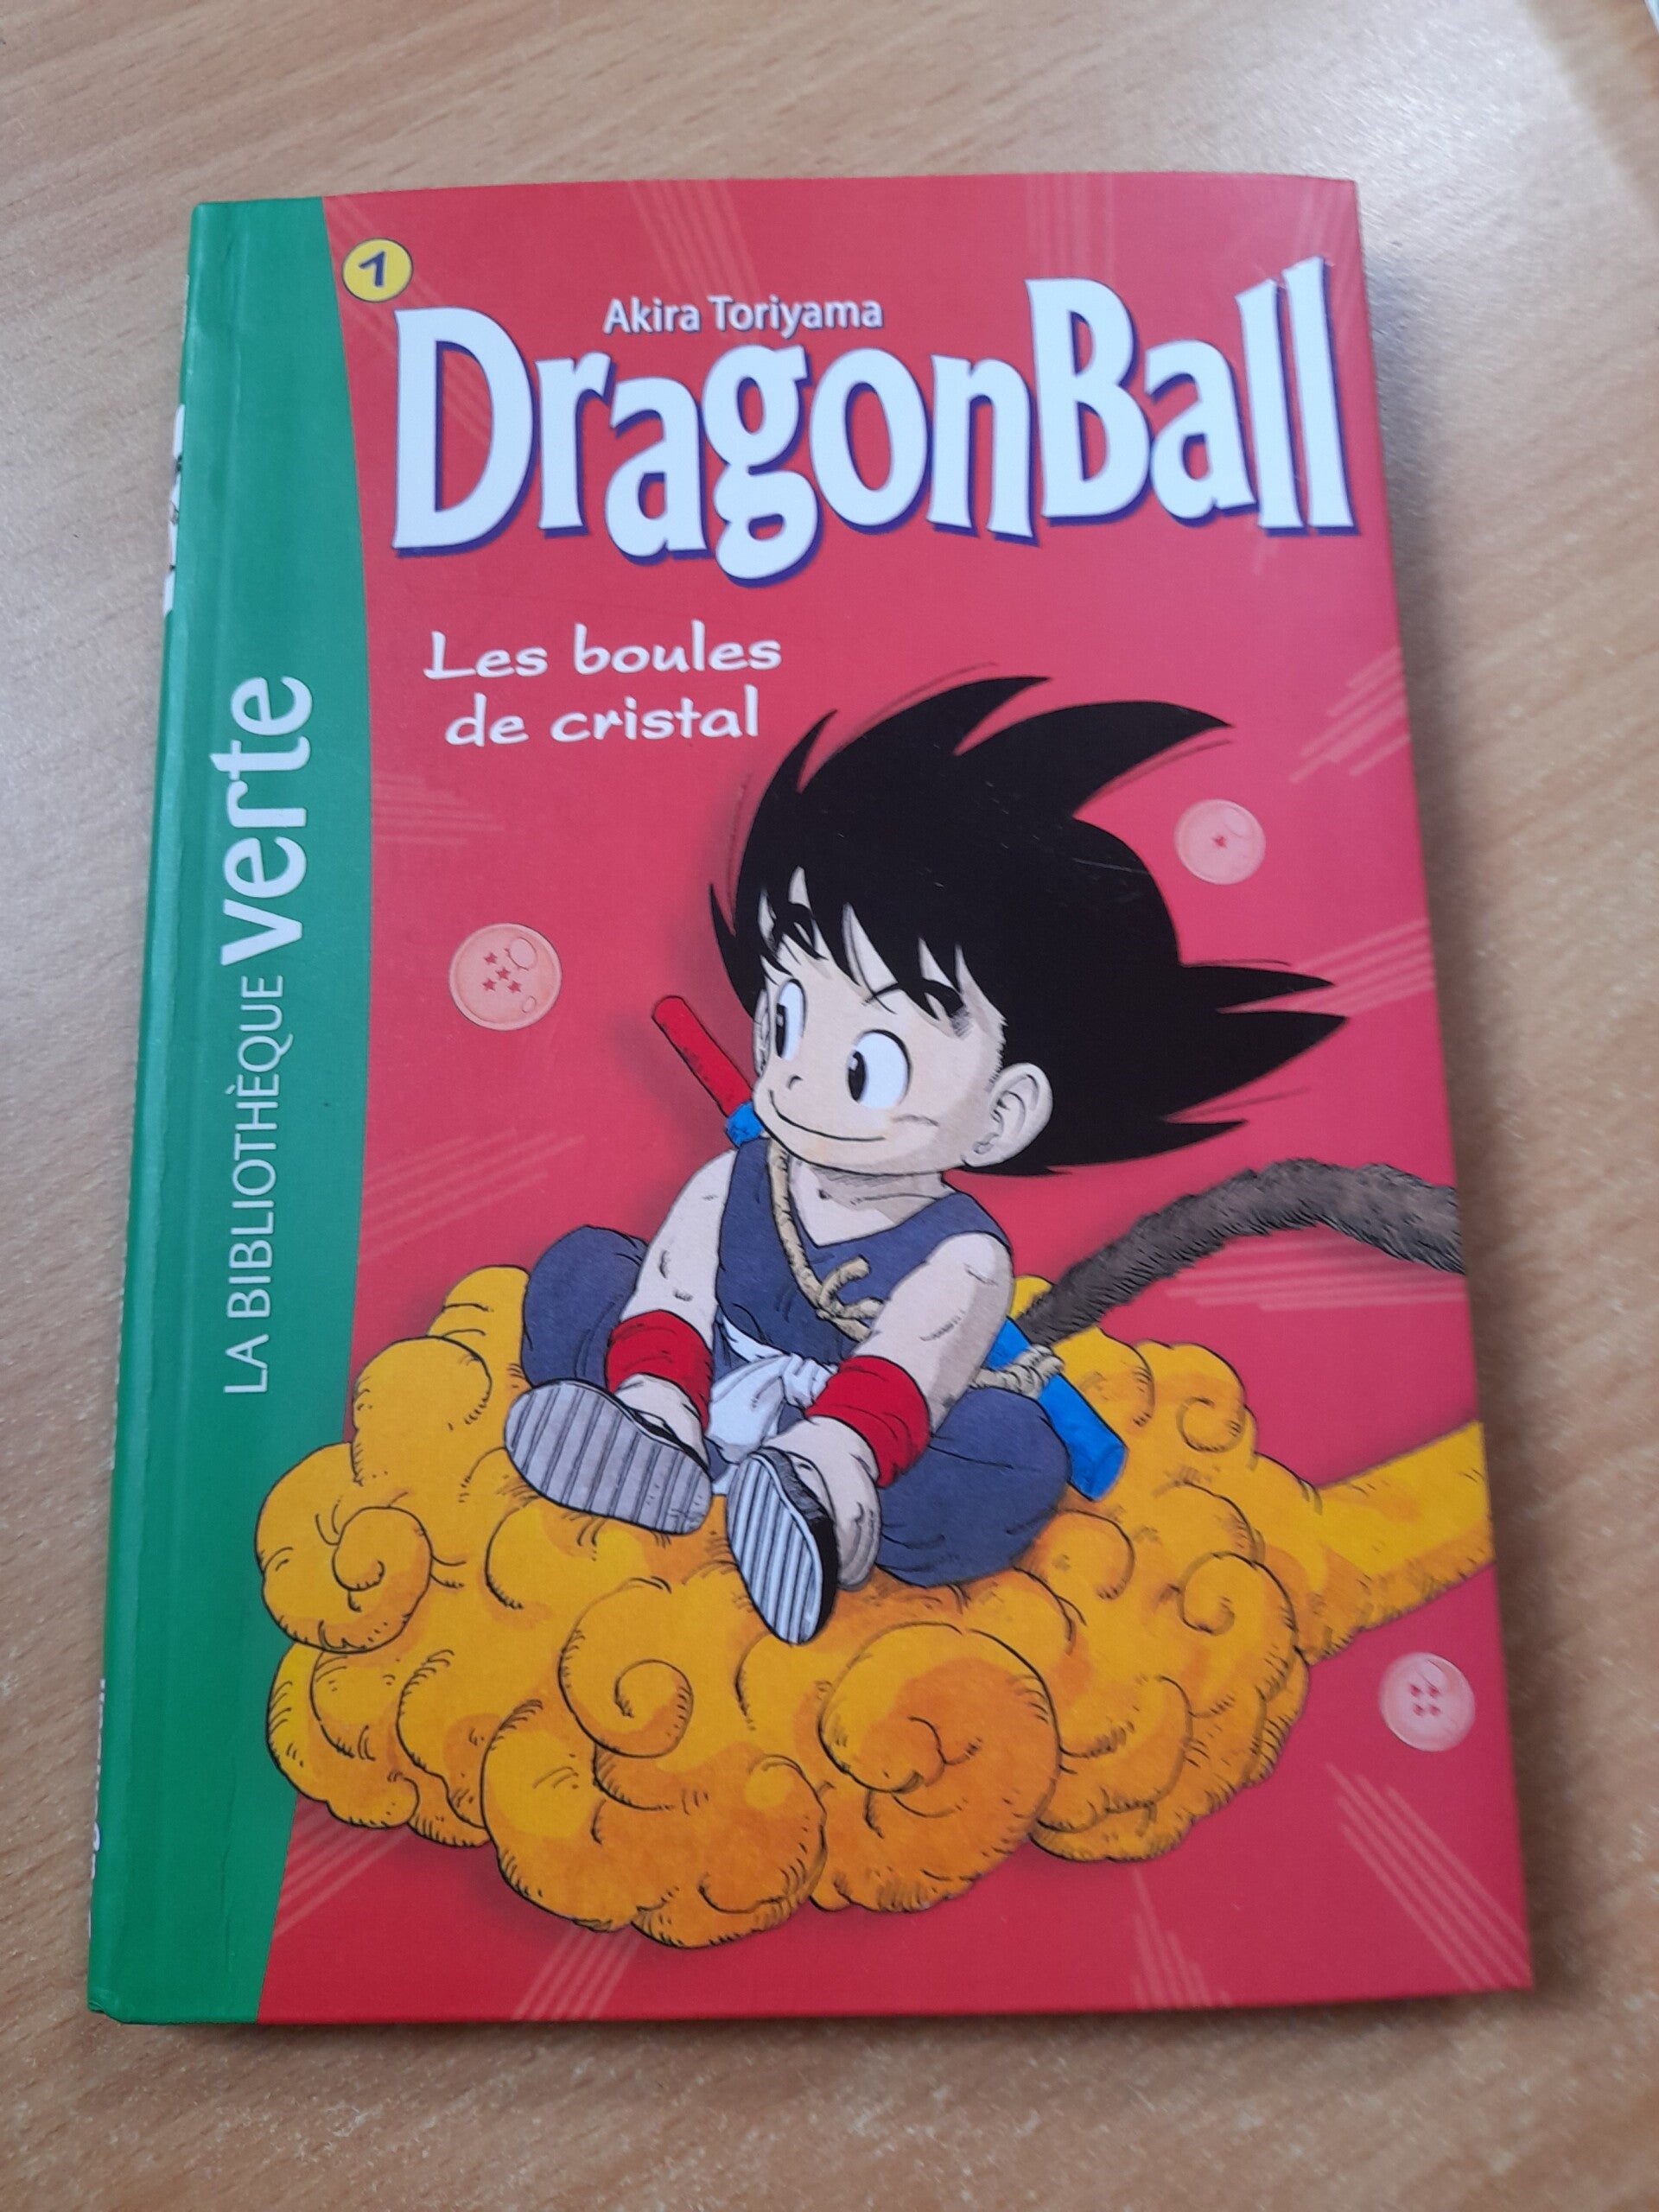 1
Akira Toriyama
DragonBall
Les boules
de cristal
LA BIBLIOTHÈQUE verte